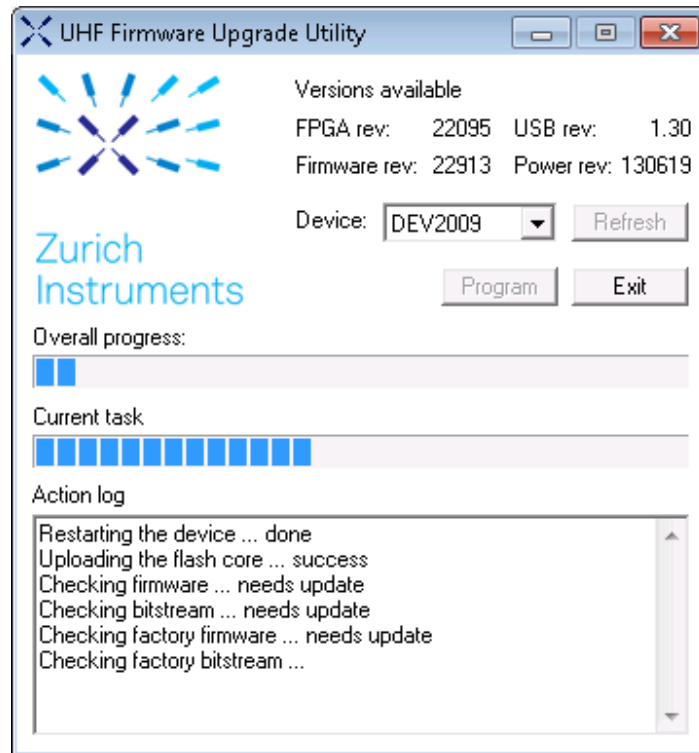 UHF Firmware Upgrade Utility
Versions available
FPGA rev: 22095 USB rev: 1.30
Firmware rev: 22913 Power rev: 130619
Device: DEV2009 Refresh
Zurich
Instruments
Program Exit
Overall progress:
Current task
Action log
Restarting the device ... done
Uploading the flash core ... success
Checking firmware ... needs update
Checking bitstream ... needs update
Checking factory firmware ... needs update
Checking factory bitstream ...